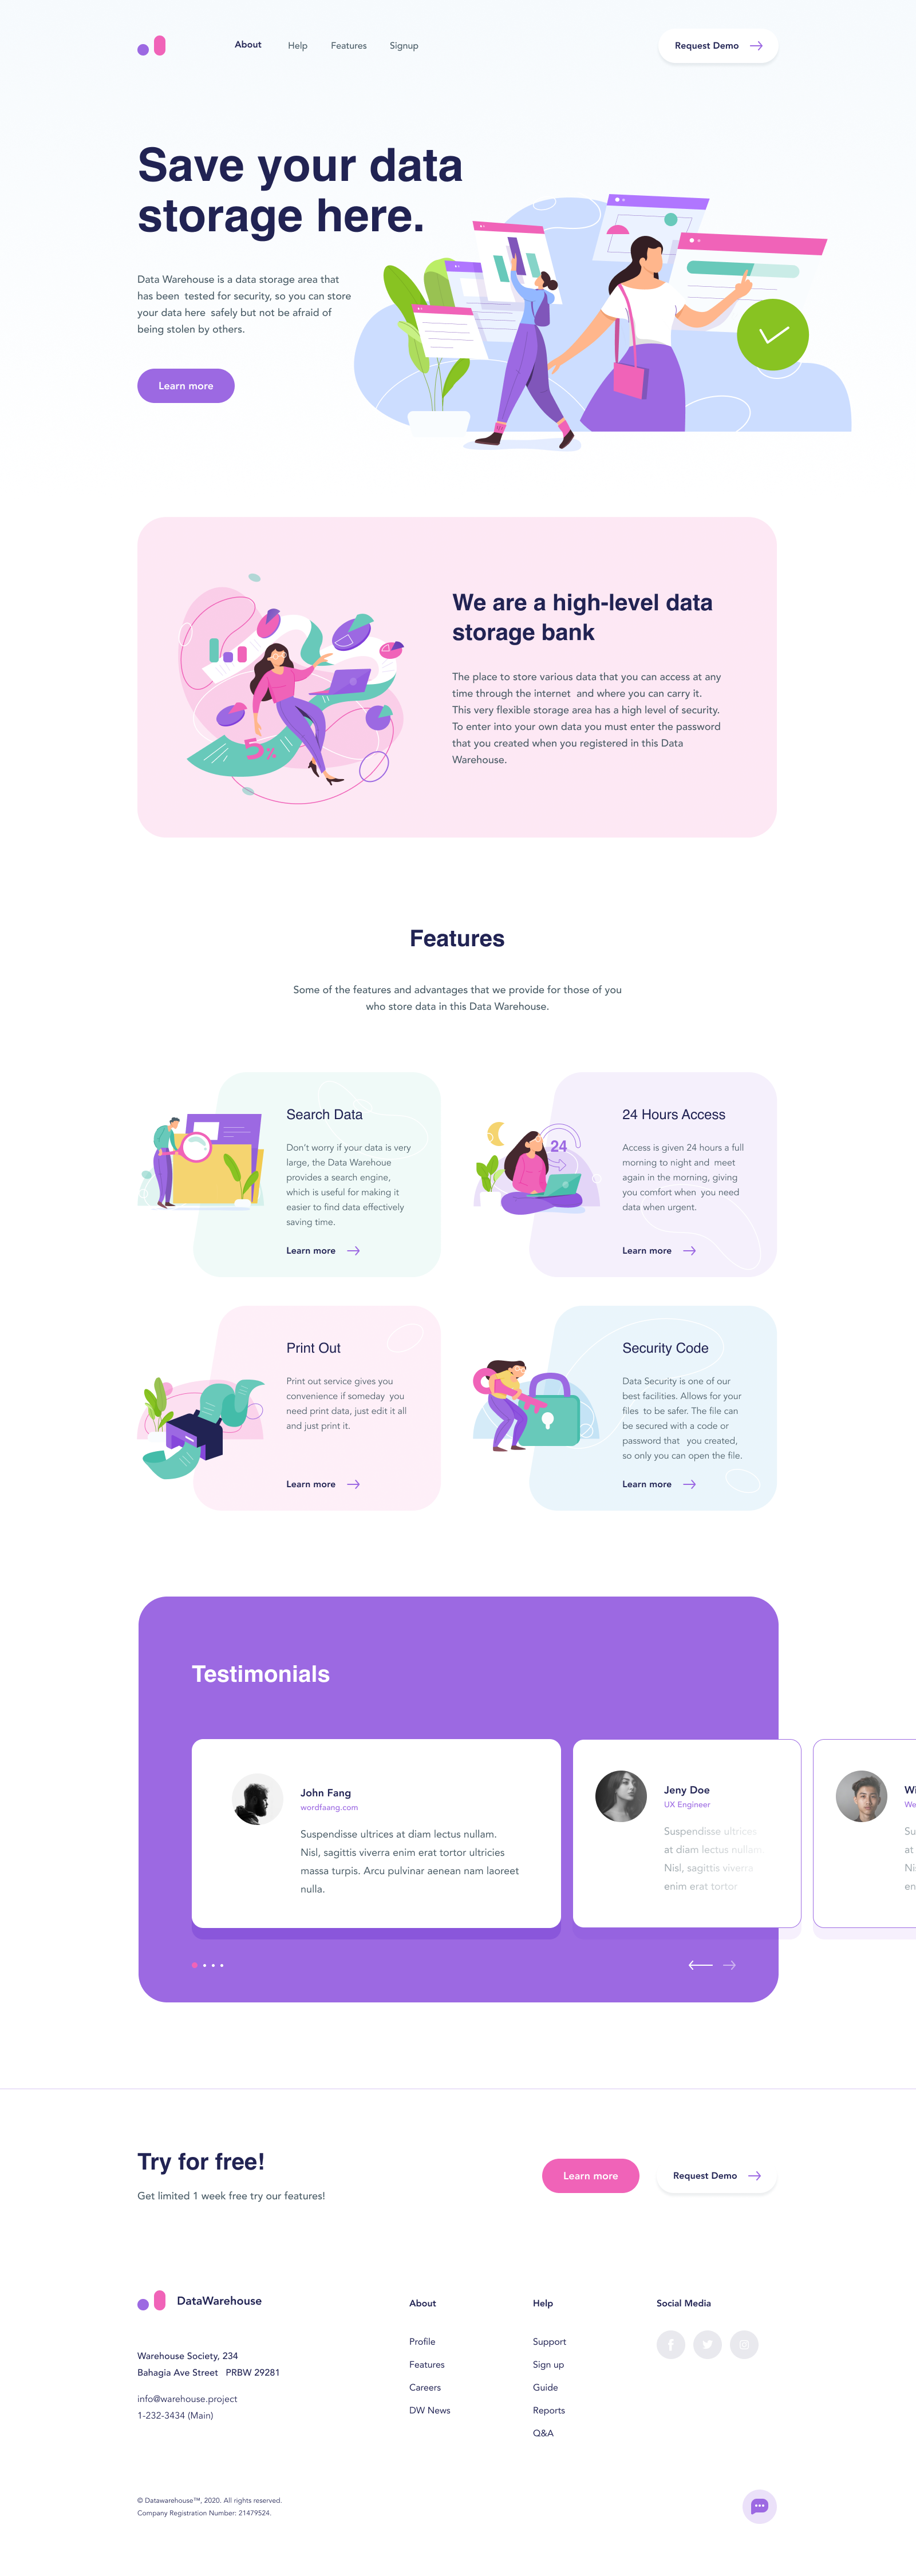 About
Help
Features
Signup
Request Demo
Save your data
storage here.
Data Warehouse is a data storage area that
has been tested for security, so you can store
your data here safely but not be afraid of
being stolen by others.
Learn more
We are a high-level data
storage bank
5%
The place to store various data that you can access at any
time through the internet and where you can carry it.
This very flexible storage area has a high level of security.
To enter into your own data you must enter the password
that you created when you registered in this Data
Warehouse.
Features
Some of the features and advantages that we provide for those of you
who store data in this Data Warehouse.
Search Data
Don't worry if your data is very
large, the Data Warehoue
provides a search engine,
which is useful for making it
easier to find data effectively
saving time.
Learn more
24
24 Hours Access
Access is given 24 hours a full
morning to night and meet
again in the morning, giving
you comfort when you need
data when urgent.
Learn more
Print Out
Print out service gives you
convenience if someday you
need print data, just edit it all
and just print it.
Learn more
Security Code
Data Security is one of our
best facilities. Allows for your
files to be safer. The file can
be secured with a code or
password that you created,
so only you can open the file.
Learn more
Testimonials
John Fang
wordfaang.com
Suspendisse ultrices at diam lectus nullam.
Nisl, sagittis viverra enim erat tortor ultricies
massa turpis. Arcu pulvinar aenean nam laoreet
nulla.
Jeny Doe
UX Engineer
Suspendisse ultrices
at diam lectus nullam.
Nisl, sagittis viverra
enim erat tortor
Wi
We
Su
at
Ni
en
Try for free!
Get limited 1 week free try our features!
Learn more
Request Demo
DataWarehouse
Warehouse Society, 234
Bahagia Ave Street PRBW 29281
info@warehouse.project
1-232-3434 (Main)
About
Profile
Features
Careers
DW News
Help
Support
Sign up
Guide
Reports
Q&A
Social Media
© Datawarehouse™, 2020. All rights reserved.
Company Registration Number: 21479524.